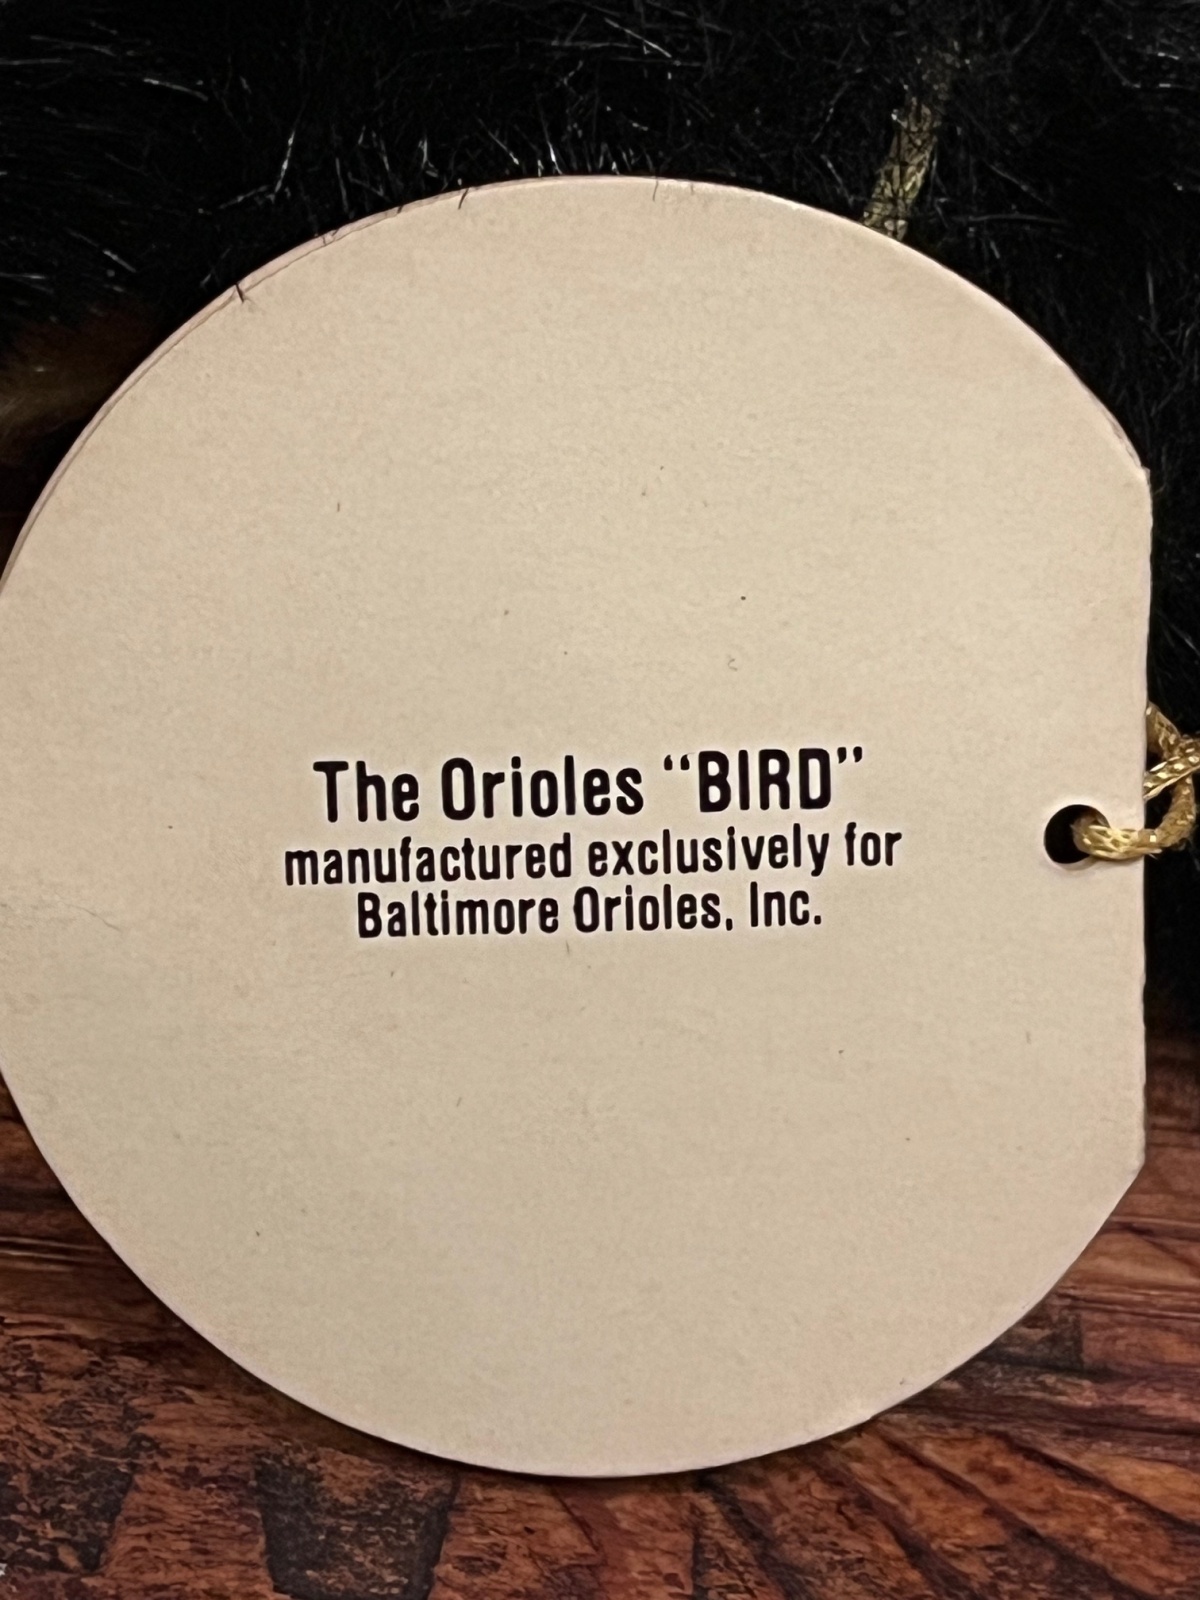 The Orioles “BIRD”
manufactured exclusively for
Baltimore Orioles, Inc.